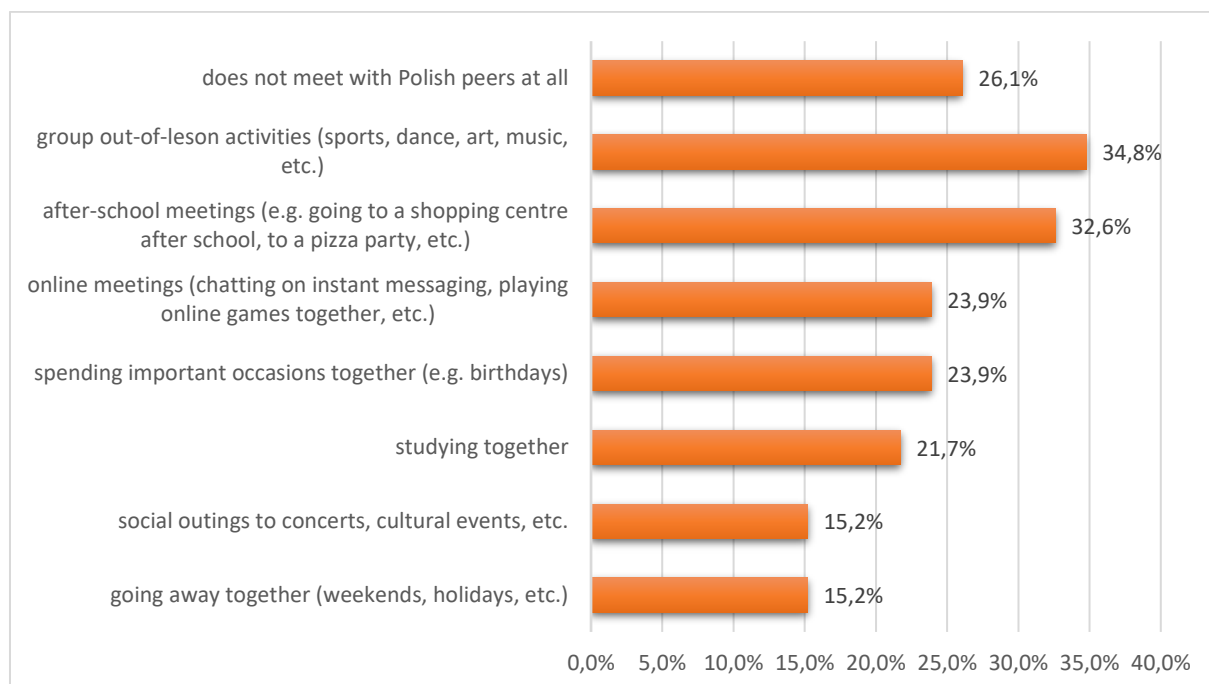 does not meet with Polish peers at all
26,1%
group out-of-leson activities (sports, dance, art, music,
etc.)
34,8%
after-school meetings (e.g. going to a shopping centre
after school, to a pizza party, etc.)
32,6%
online meetings (chatting on instant messaging, playing
online games together, etc.)
23,9%
spending important occasions together (e.g. birthdays)
23,9%
studying together
21,7%
social outings to concerts, cultural events, etc.
15,2%
going away together (weekends, holidays, etc.)
15,2%
0,0% 5,0% 10,0% 15,0% 20,0% 25,0% 30,0% 35,0% 40,0%